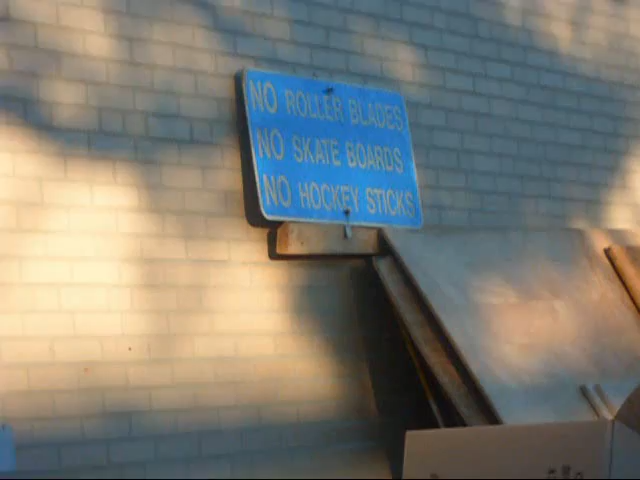 NO ROLLER BLADES
NO SKATE BOARDS
NO HOCKEY STICKS